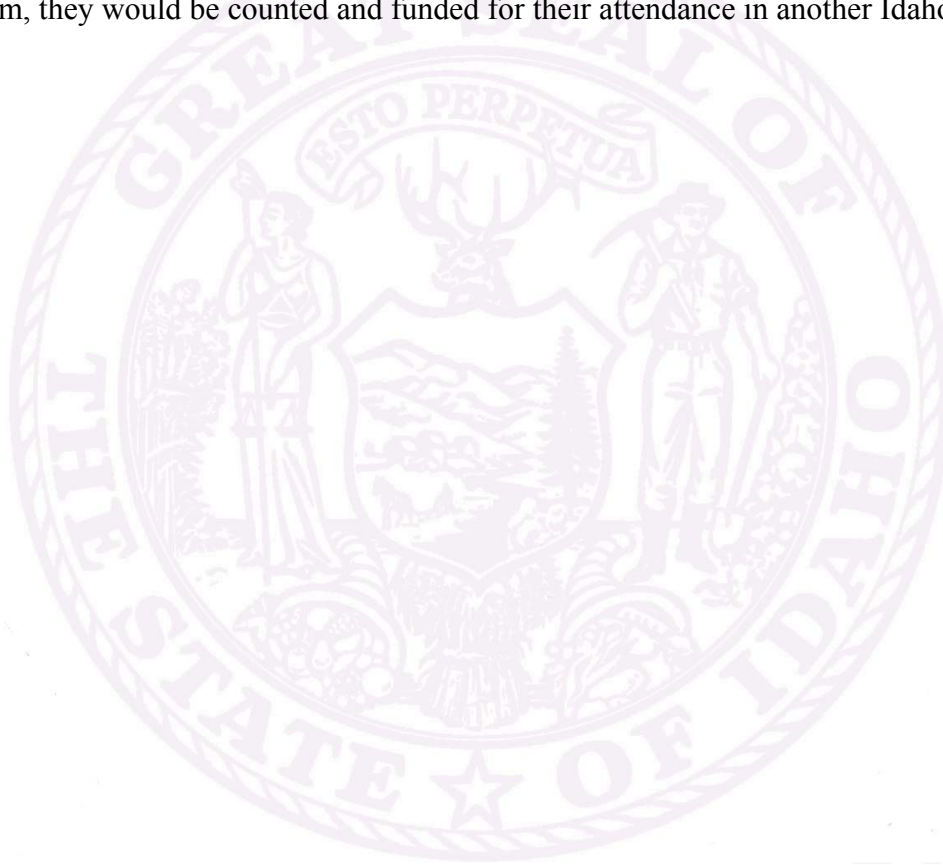 m, they would be counted and funded for their attendance in another Idaho
GREAT SEAL OF
ESTO PERPETUA
THE STATE OF IDAHO